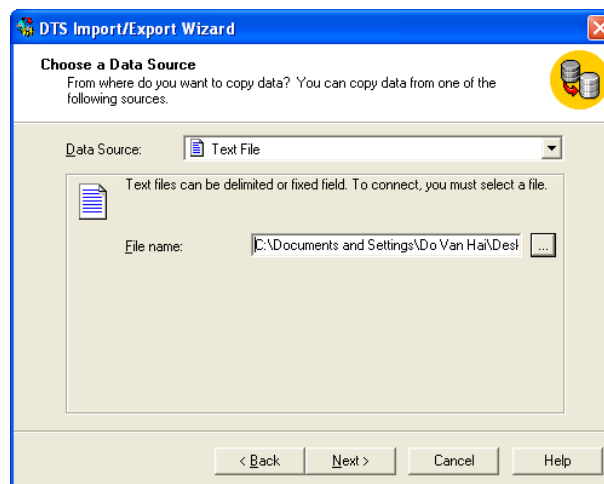 DTS Import/Export Wizard
Choose a Data Source
From where do you want to copy data? You can copy data from one of the
following sources.
Data Source:
Text File
Text files can be delimited or fixed field. To connect, you must select a file.
File name:
C:\Documents and Settings\Do Van Hai\Desk
...
< Back
Next >
Cancel
Help